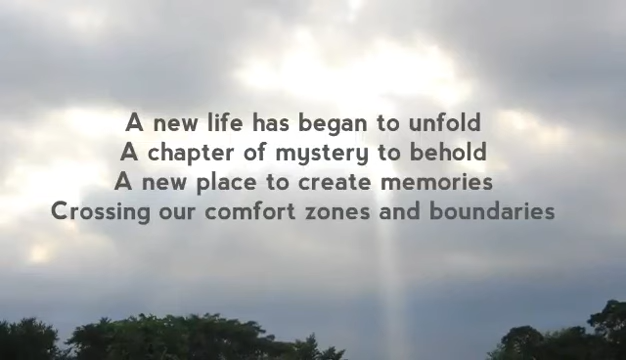 A new life has began to unfold
A chapter of mystery to behold
A new place to create memories
Crossing our comfort zones and boundaries